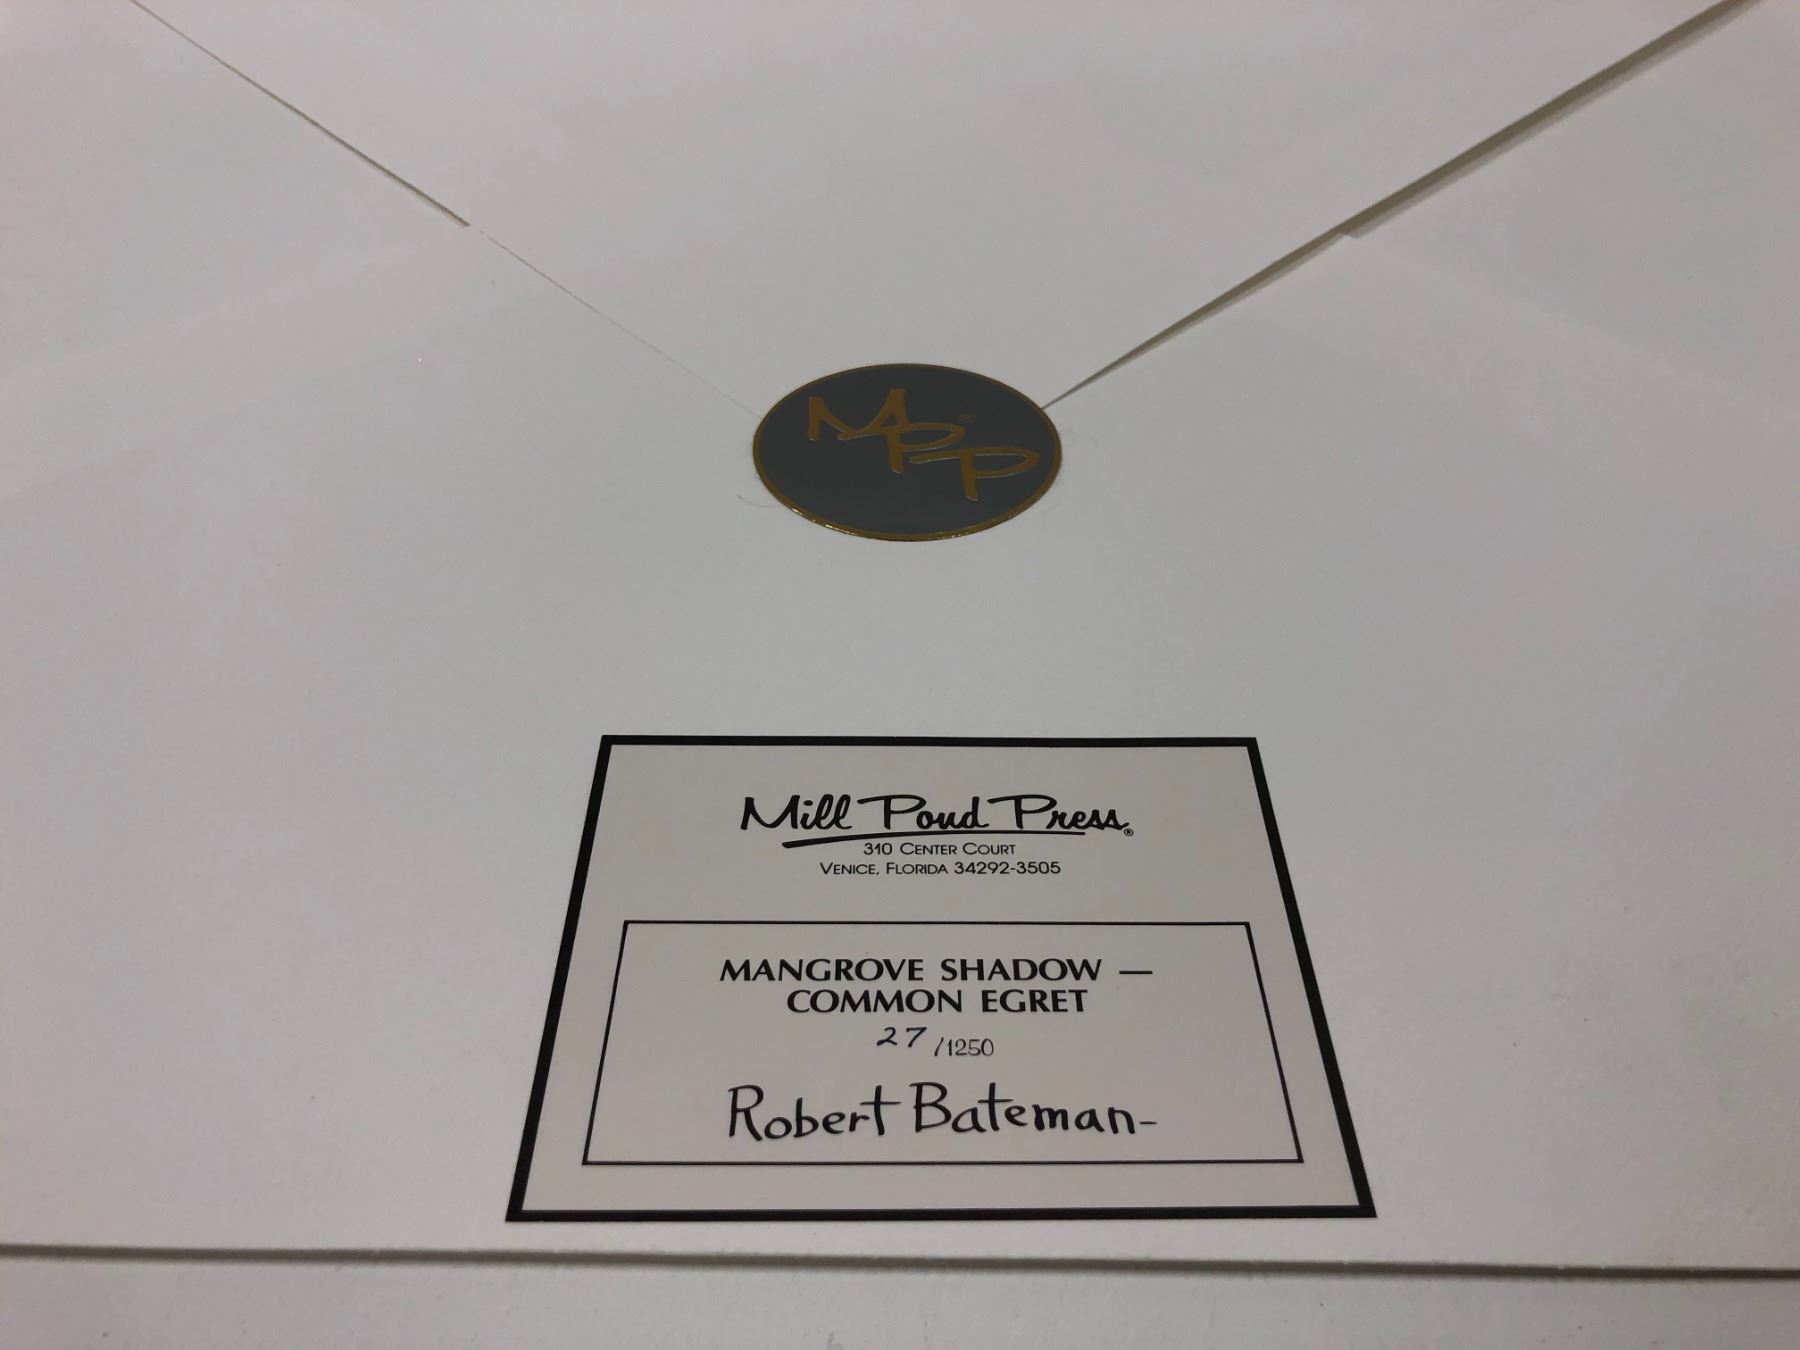 MPP
Mill Pond Press®
310 CENTER COURT
VENICE, FLORIDA 34292-3505
MANGROVE SHADOW —
COMMON EGRET
27/1250
Robert Bateman-